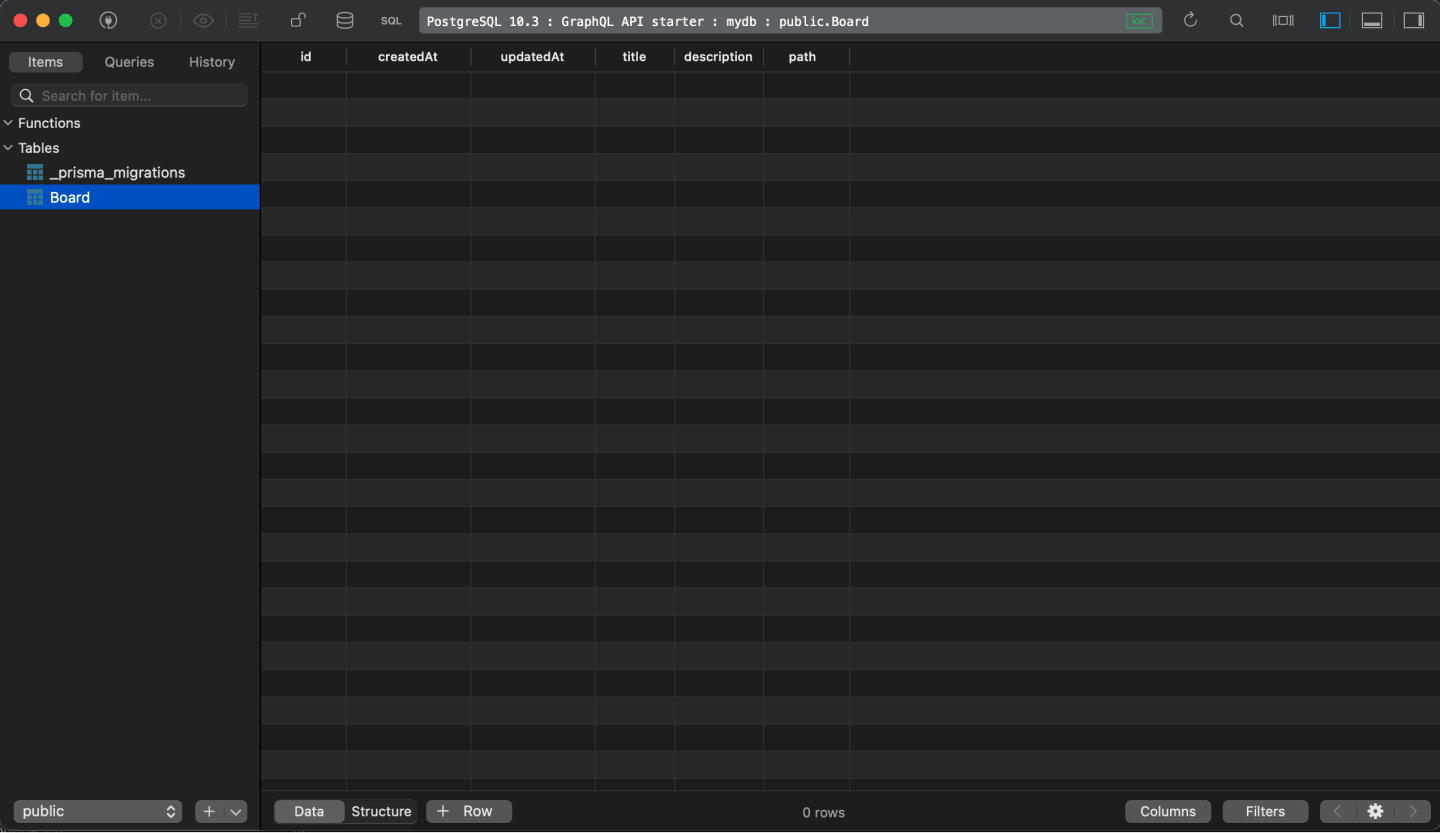 SQL PostgreSQL 10.3 : GraphQL API starter : mydb : public.Board loc
Items Queries History
Search for item...
Functions
Tables
_prisma_migrations
Board
id createdAt updatedAt title description path
public
Data Structure + Row 0 rows Columns Filters